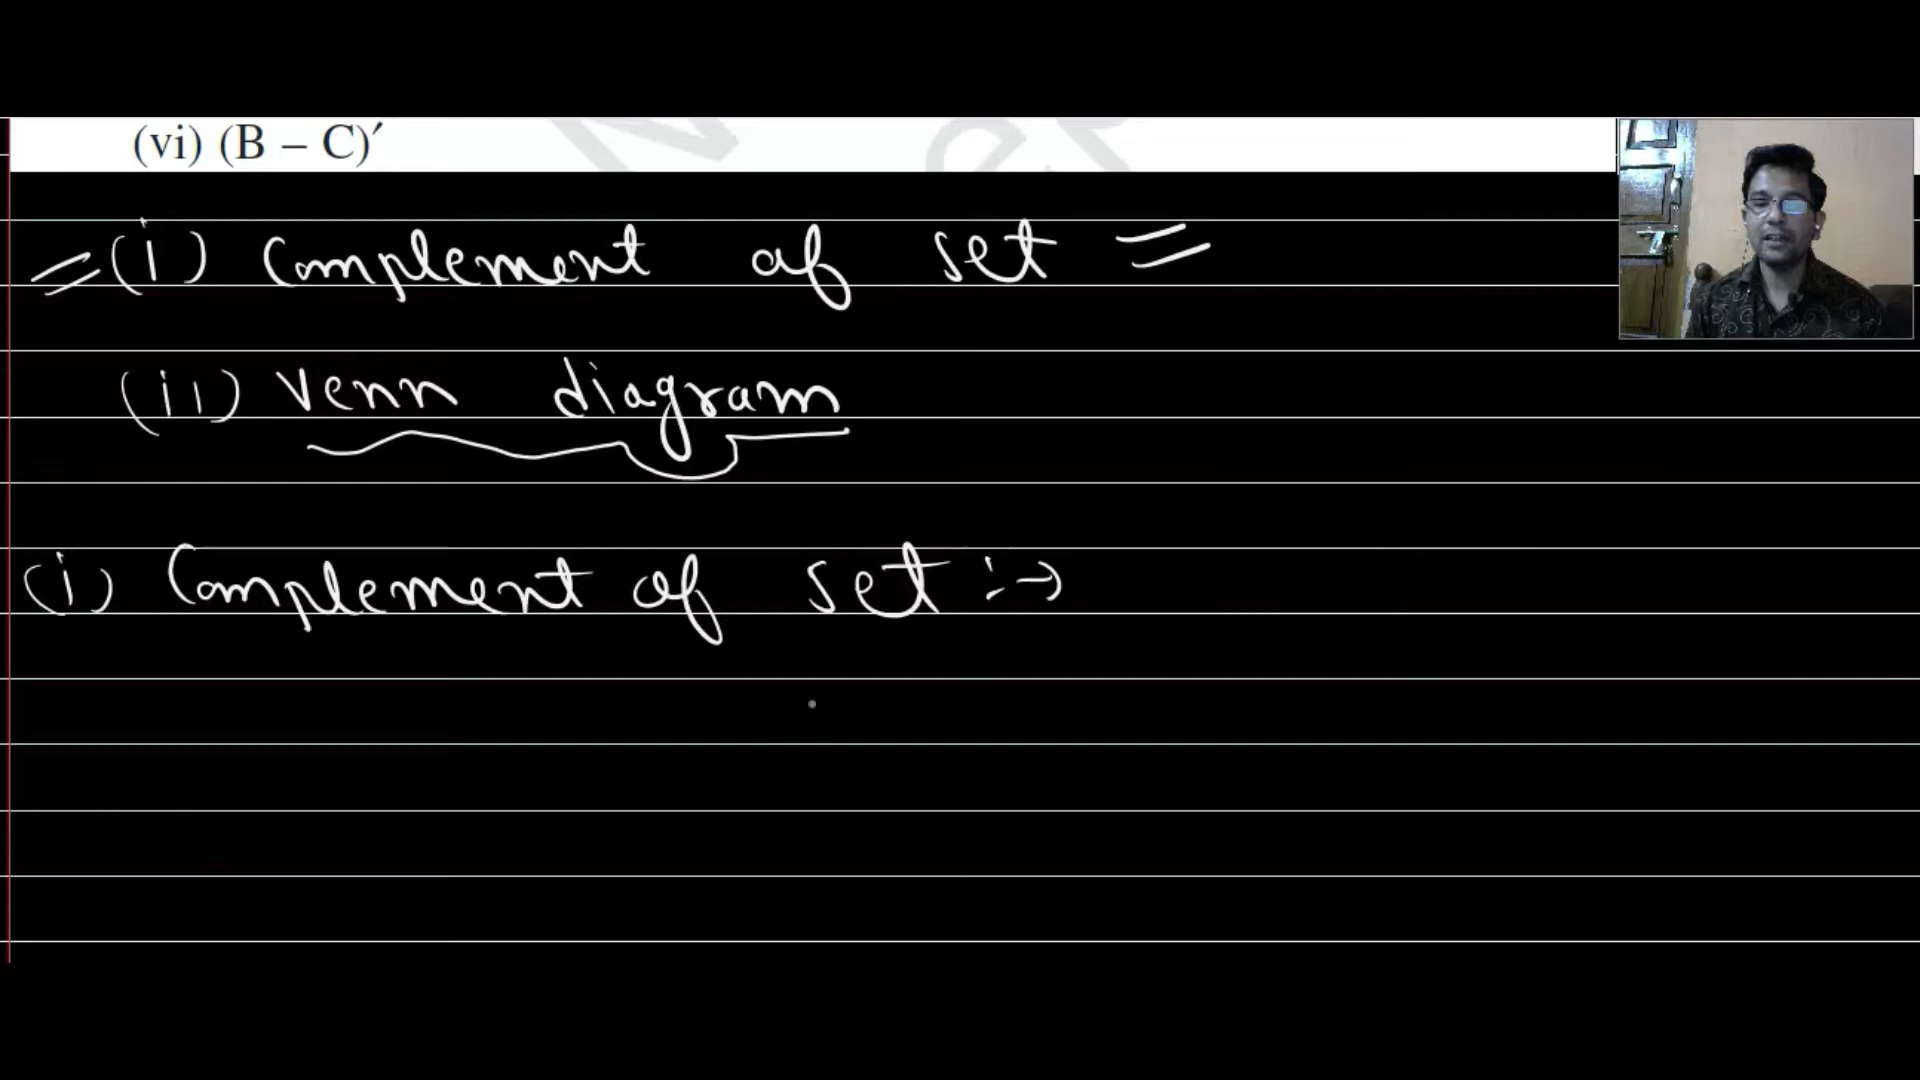 (vi) (B – C)′
=(i) Complement of set =
(ii) Venn diagram
(i) Complement of set :→